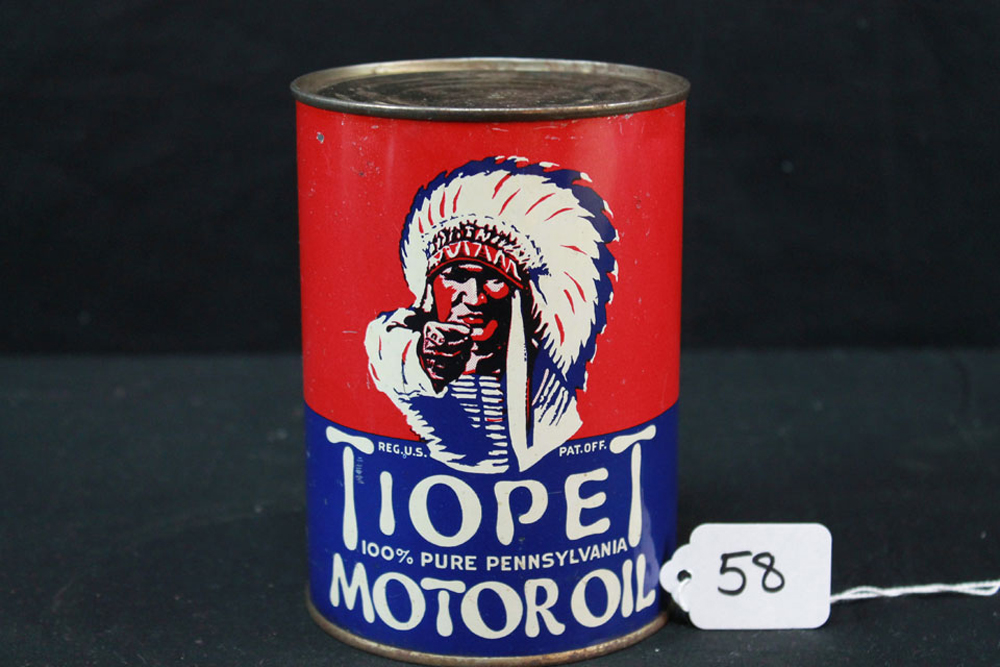 REG.U.S. PAT.OFF.
TIOPET
100% PURE PENNSYLVANIA
MOTOR OIL
58